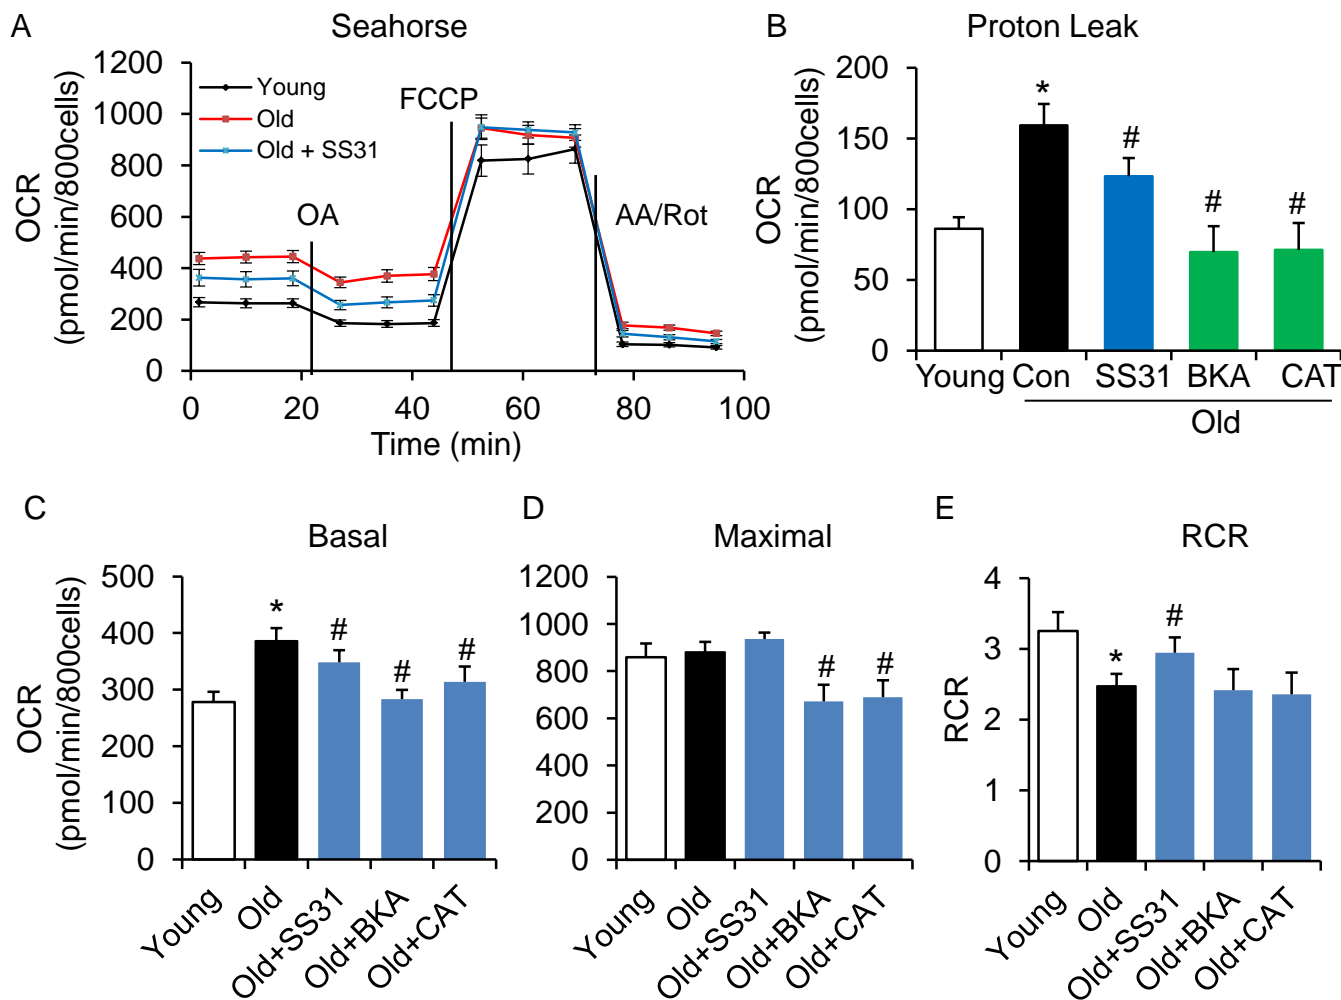 A
Seahorse
OCR
(pmol/min/800cells)
1200
1000
800
600
400
200
0
Young
Old
Old + SS31
OA
FCCP
AA/Rot
0 20 40 60 80 100
Time (min)
B
Proton Leak
OCR
(pmol/min/800cells)
200
150
100
50
0
*
#
#
#
Young Con SS31 BKA CAT
Old
C
Basal
OCR
(pmol/min/800cells)
500
400
300
200
100
0
*
#
#
#
Young
Old
Old+SS31
Old+BKA
Old+CAT
D
Maximal
1200
1000
800
600
400
200
0
#
#
Young
Old
Old+SS31
Old+BKA
Old+CAT
E
RCR
RCR
4
3
2
1
0
*
#
Young
Old
Old+SS31
Old+BKA
Old+CAT